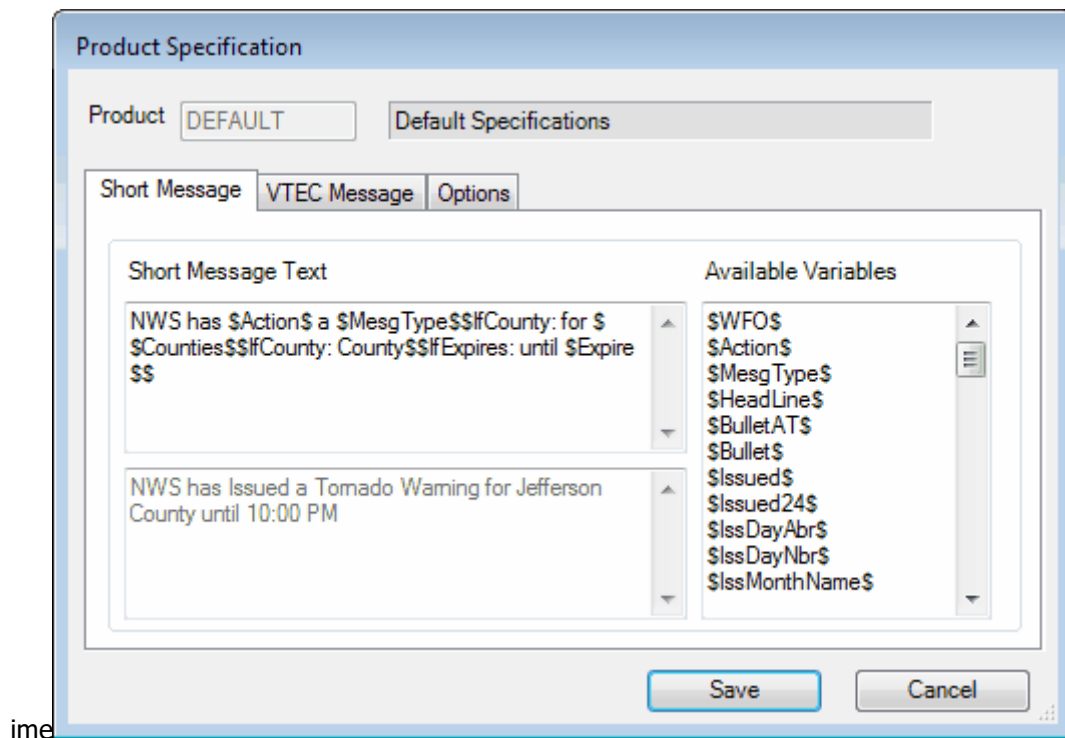 Product Specification
Product DEFAULT Default Specifications
Short Message VTEC Message Options
Short Message Text
NWS has $Action$ a $MesgType$$IfCounty: for $
$Counties$$IfCounty: County$$IfExpires: until $Expire
$$
NWS has Issued a Tornado Warning for Jefferson
County until 10:00 PM
Available Variables
$WFO$
$Action$
$MesgType$
$HeadLine$
$BulletAT$
$Bullet$
$Issued$
$Issued24$
$IssDayAbr$
$IssDayNbr$
$IssMonthName$
Save Cancel
ime